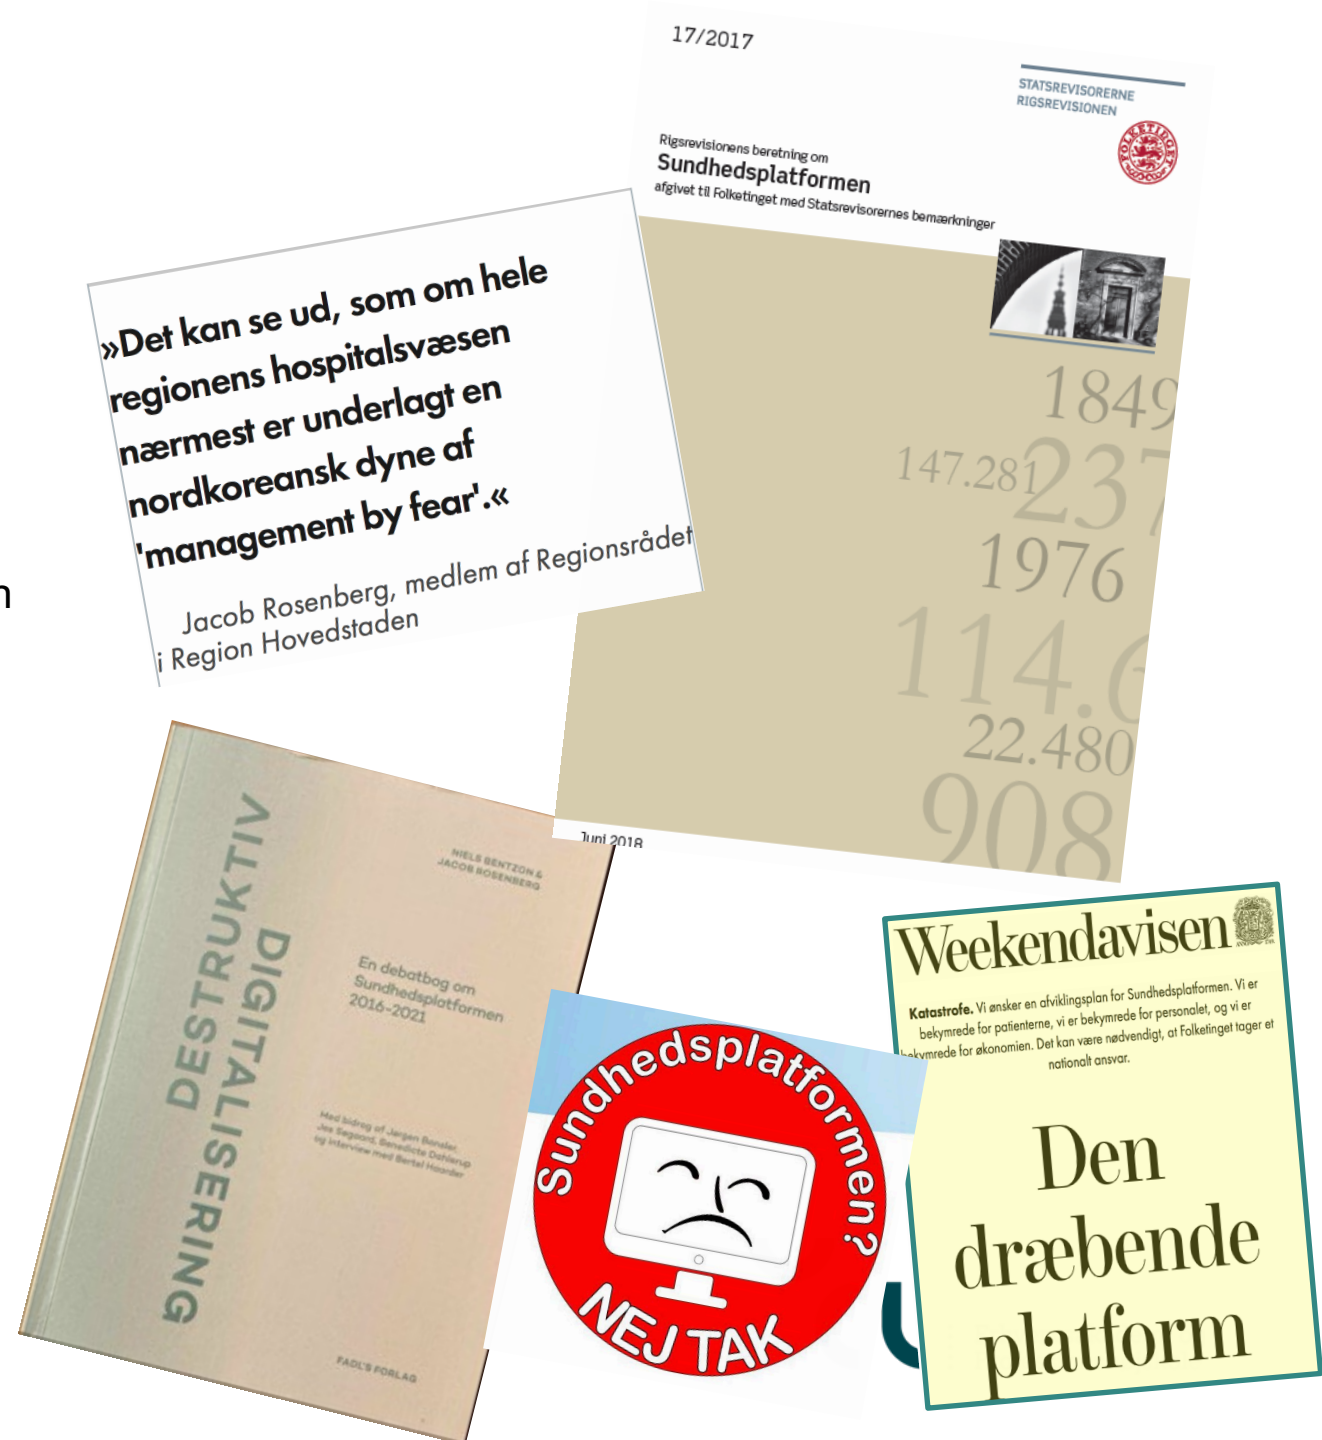 17/2017
STATSREVISORERNE
RIGSREVISIONEN
FOLKETINGET
Rigsrevisionens beretning om
Sundhedsplatformen
afgivet til Folketinget med Statsrevisorernes bemærkninger
1849
147.281
237
1976
114.6
22.480
908
Juni 2018
»Det kan se ud, som om hele
regionens hospitalsvæsen
nærmest er underlagt en
nordkoreansk dyne af
'management by fear'.«
Jacob Rosenberg, medlem af Regionsrådet
i Region Hovedstaden
n
DESTRUKTIV
DIGITALISERING
NIELS BENTZON &
JACOB ROSENBERG
En debatbog om
Sundhedsplatformen
2016-2021
Med bidrag af Jørgen Bansler,
Jes Søgaard, Benedicte Dahlerup
og interview med Bertel Haarder
FADL'S FORLAG
Sundhedsplatformen?
NEJ TAK
Weekendavisen
Katastrofe. Vi ønsker en afviklingsplan for Sundhedsplatformen. Vi er
bekymrede for patienterne, vi er bekymrede for personalet, og vi er
bekymrede for økonomien. Det kan være nødvendigt, at Folketinget tager et
nationalt ansvar.
Den
dræbende
platform